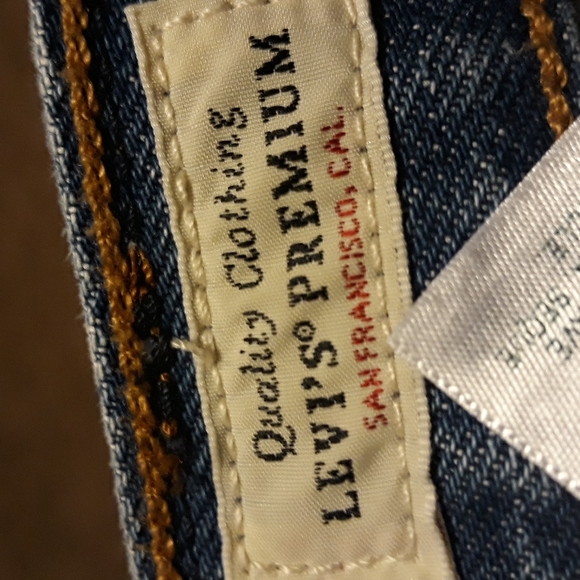 Quality Clothing
LEVI'S® PREMIUM
SAN FRANCISCO, CAL.